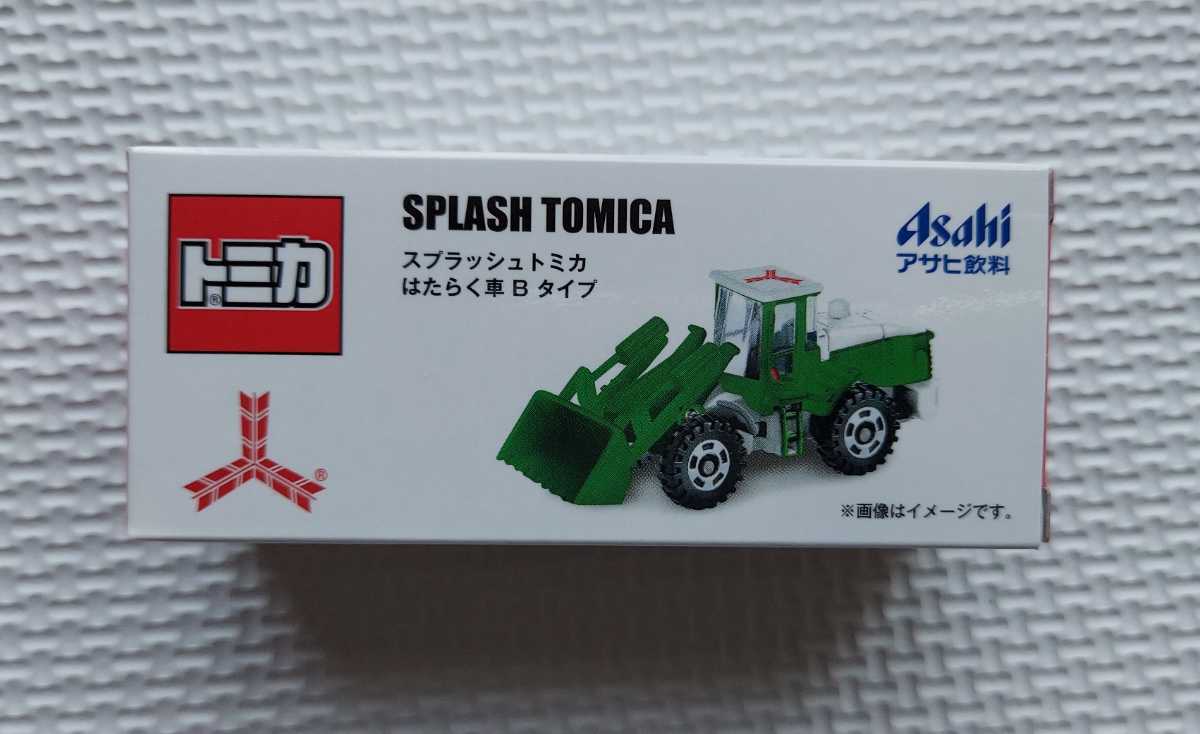 トミカ
®
SPLASH TOMICA
スプラッシュトミカ
はたらく車 B タイプ
Asahi
アサヒ飲料
®
※画像はイメージです。